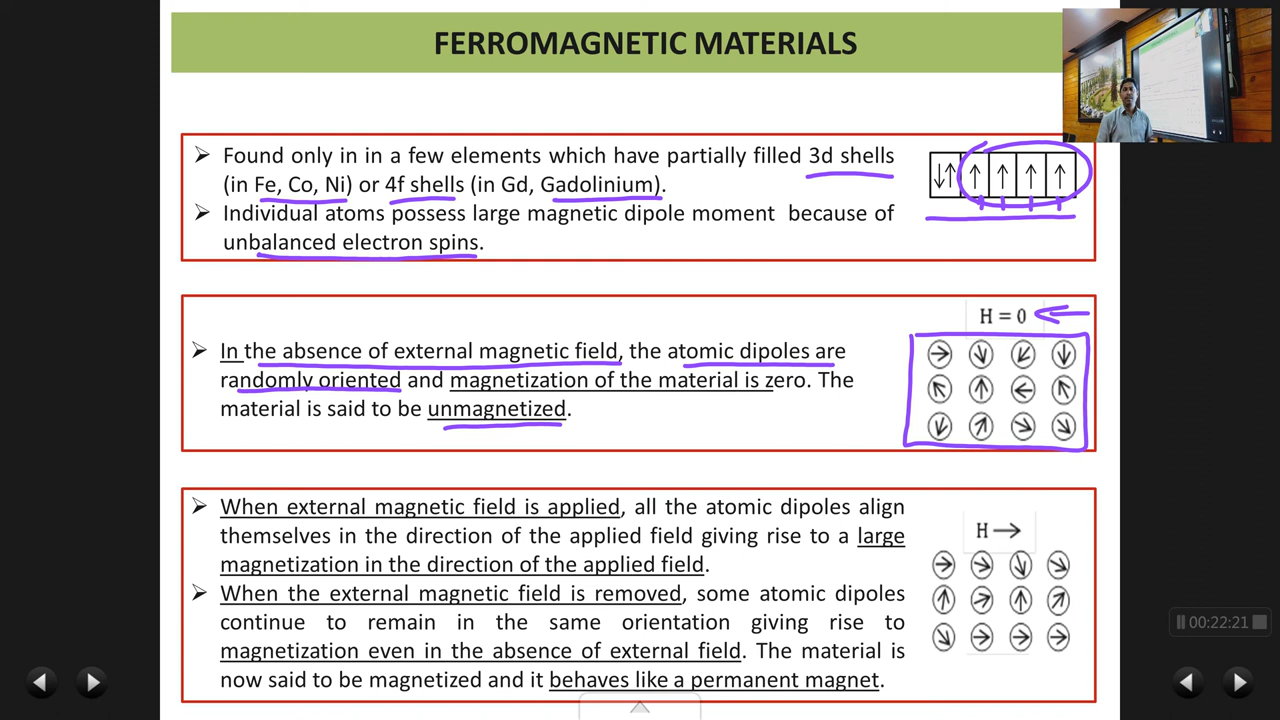 FERROMAGNETIC MATERIALS
Found only in in a few elements which have partially filled 3d shells
(in Fe, Co, Ni) or 4f shells (in Gd, Gadolinium).
Individual atoms possess large magnetic dipole moment because of
unbalanced electron spins.
H = 0
In the absence of external magnetic field, the atomic dipoles are
randomly oriented and magnetization of the material is zero. The
material is said to be unmagnetized.
When external magnetic field is applied, all the atomic dipoles align
themselves in the direction of the applied field giving rise to a large
magnetization in the direction of the applied field.
H →
When the external magnetic field is removed, some atomic dipoles
continue to remain in the same orientation giving rise to
magnetization even in the absence of external field. The material is
now said to be magnetized and it behaves like a permanent magnet.
00:22:21